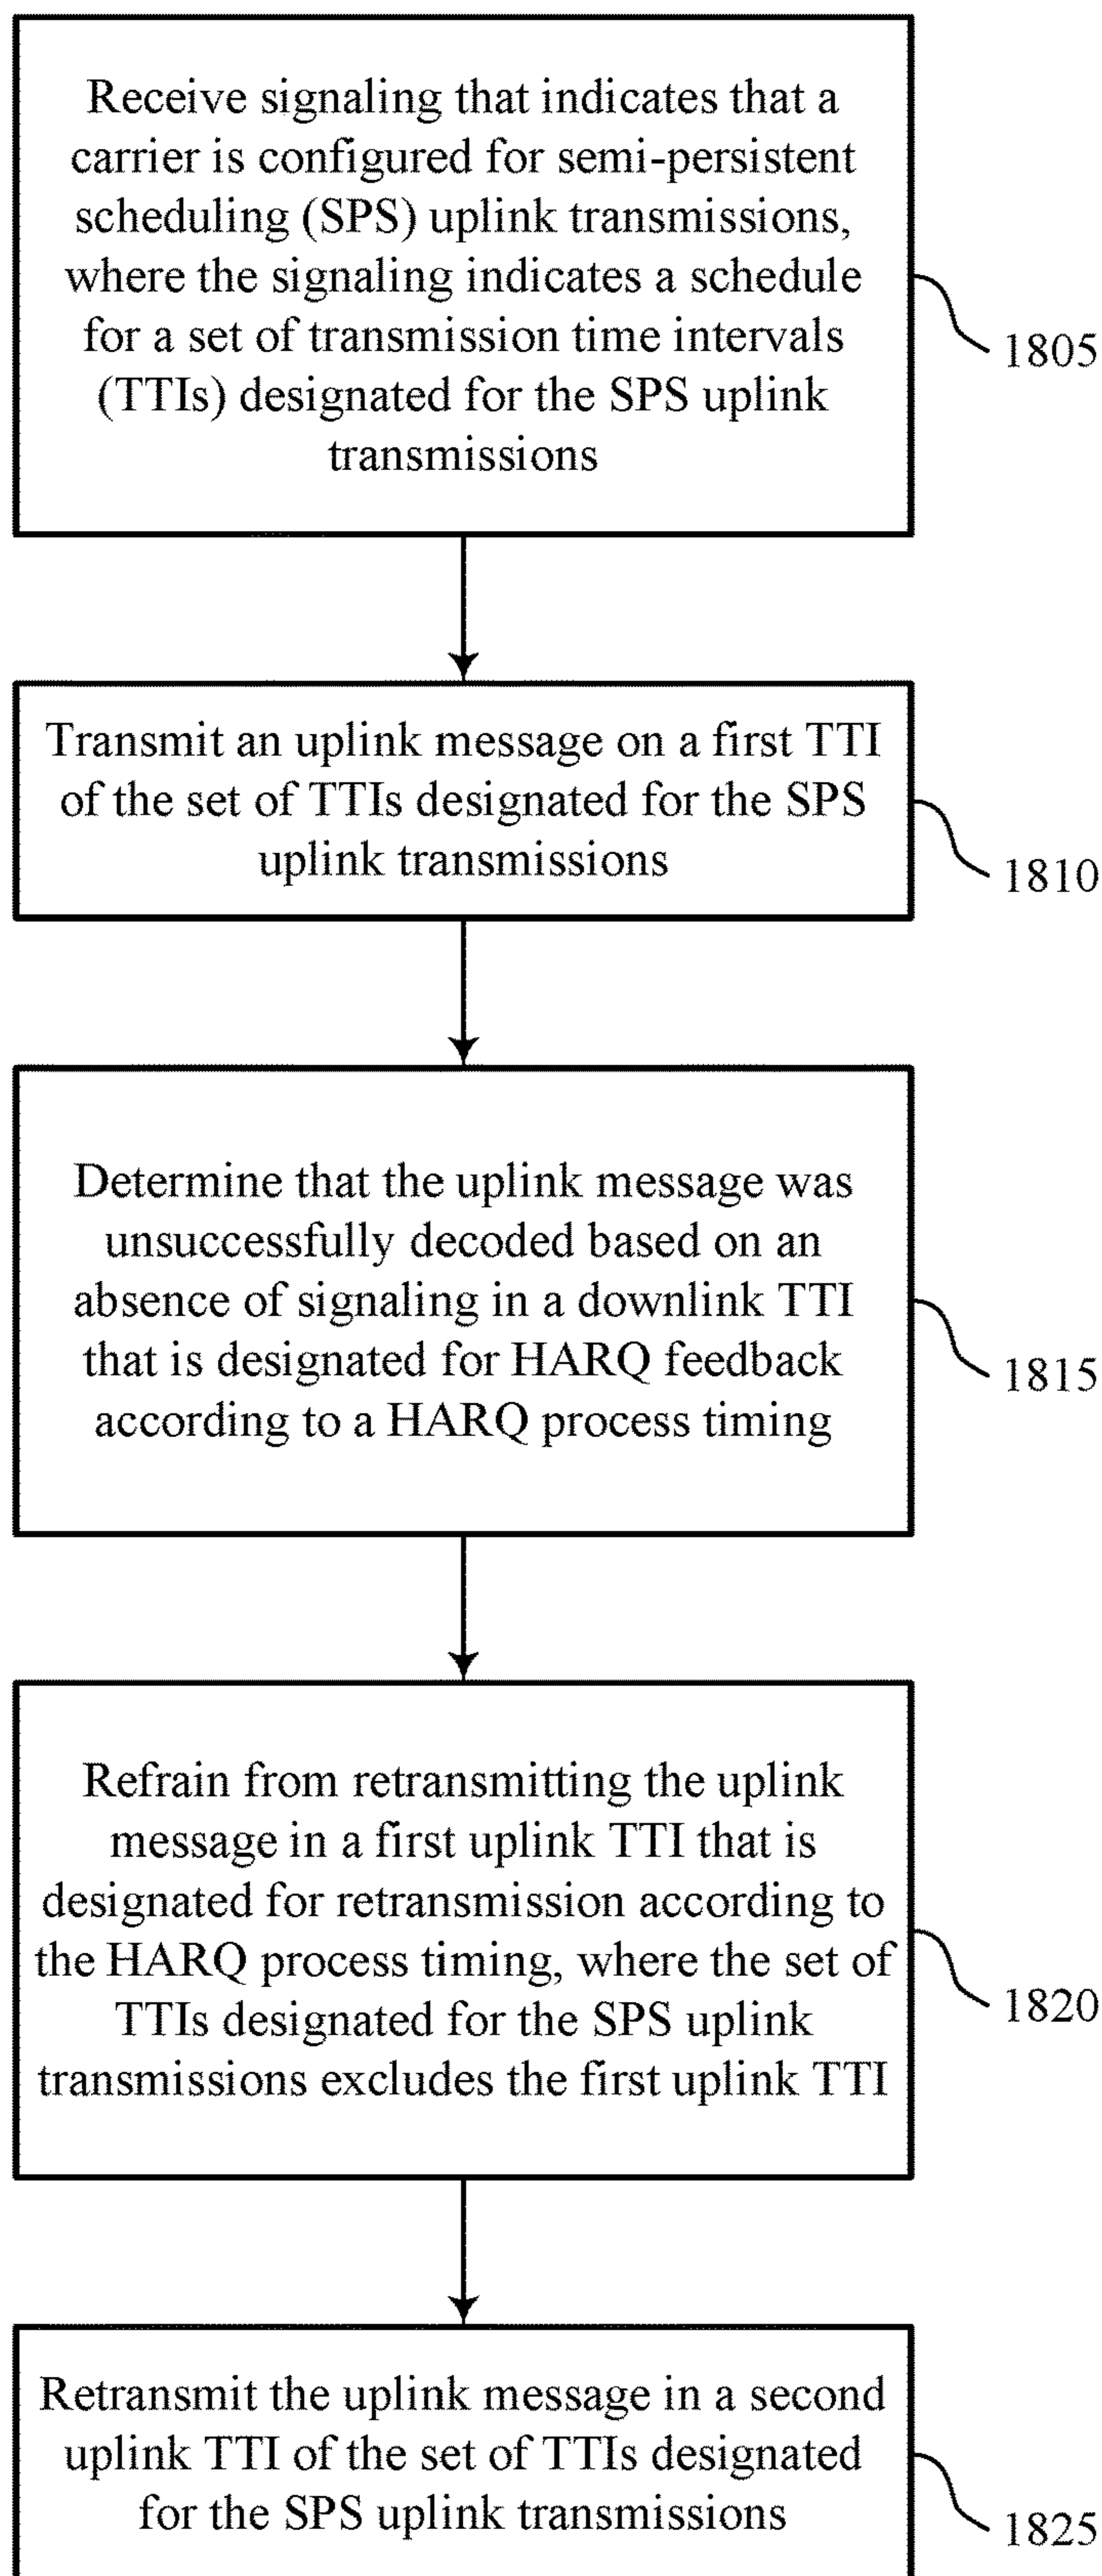 Receive signaling that indicates that a
carrier is configured for semi-persistent
scheduling (SPS) uplink transmissions,
where the signaling indicates a schedule
for a set of transmission time intervals
(TTIs) designated for the SPS uplink
transmissions
1805
Transmit an uplink message on a first TTI
of the set of TTIs designated for the SPS
uplink transmissions
1810
Determine that the uplink message was
unsuccessfully decoded based on an
absence of signaling in a downlink TTI
that is designated for HARQ feedback
according to a HARQ process timing
1815
Refrain from retransmitting the uplink
message in a first uplink TTI that is
designated for retransmission according to
the HARQ process timing, where the set of
TTIs designated for the SPS uplink
transmissions excludes the first uplink TTI
1820
Retransmit the uplink message in a second
uplink TTI of the set of TTIs designated
for the SPS uplink transmissions
1825